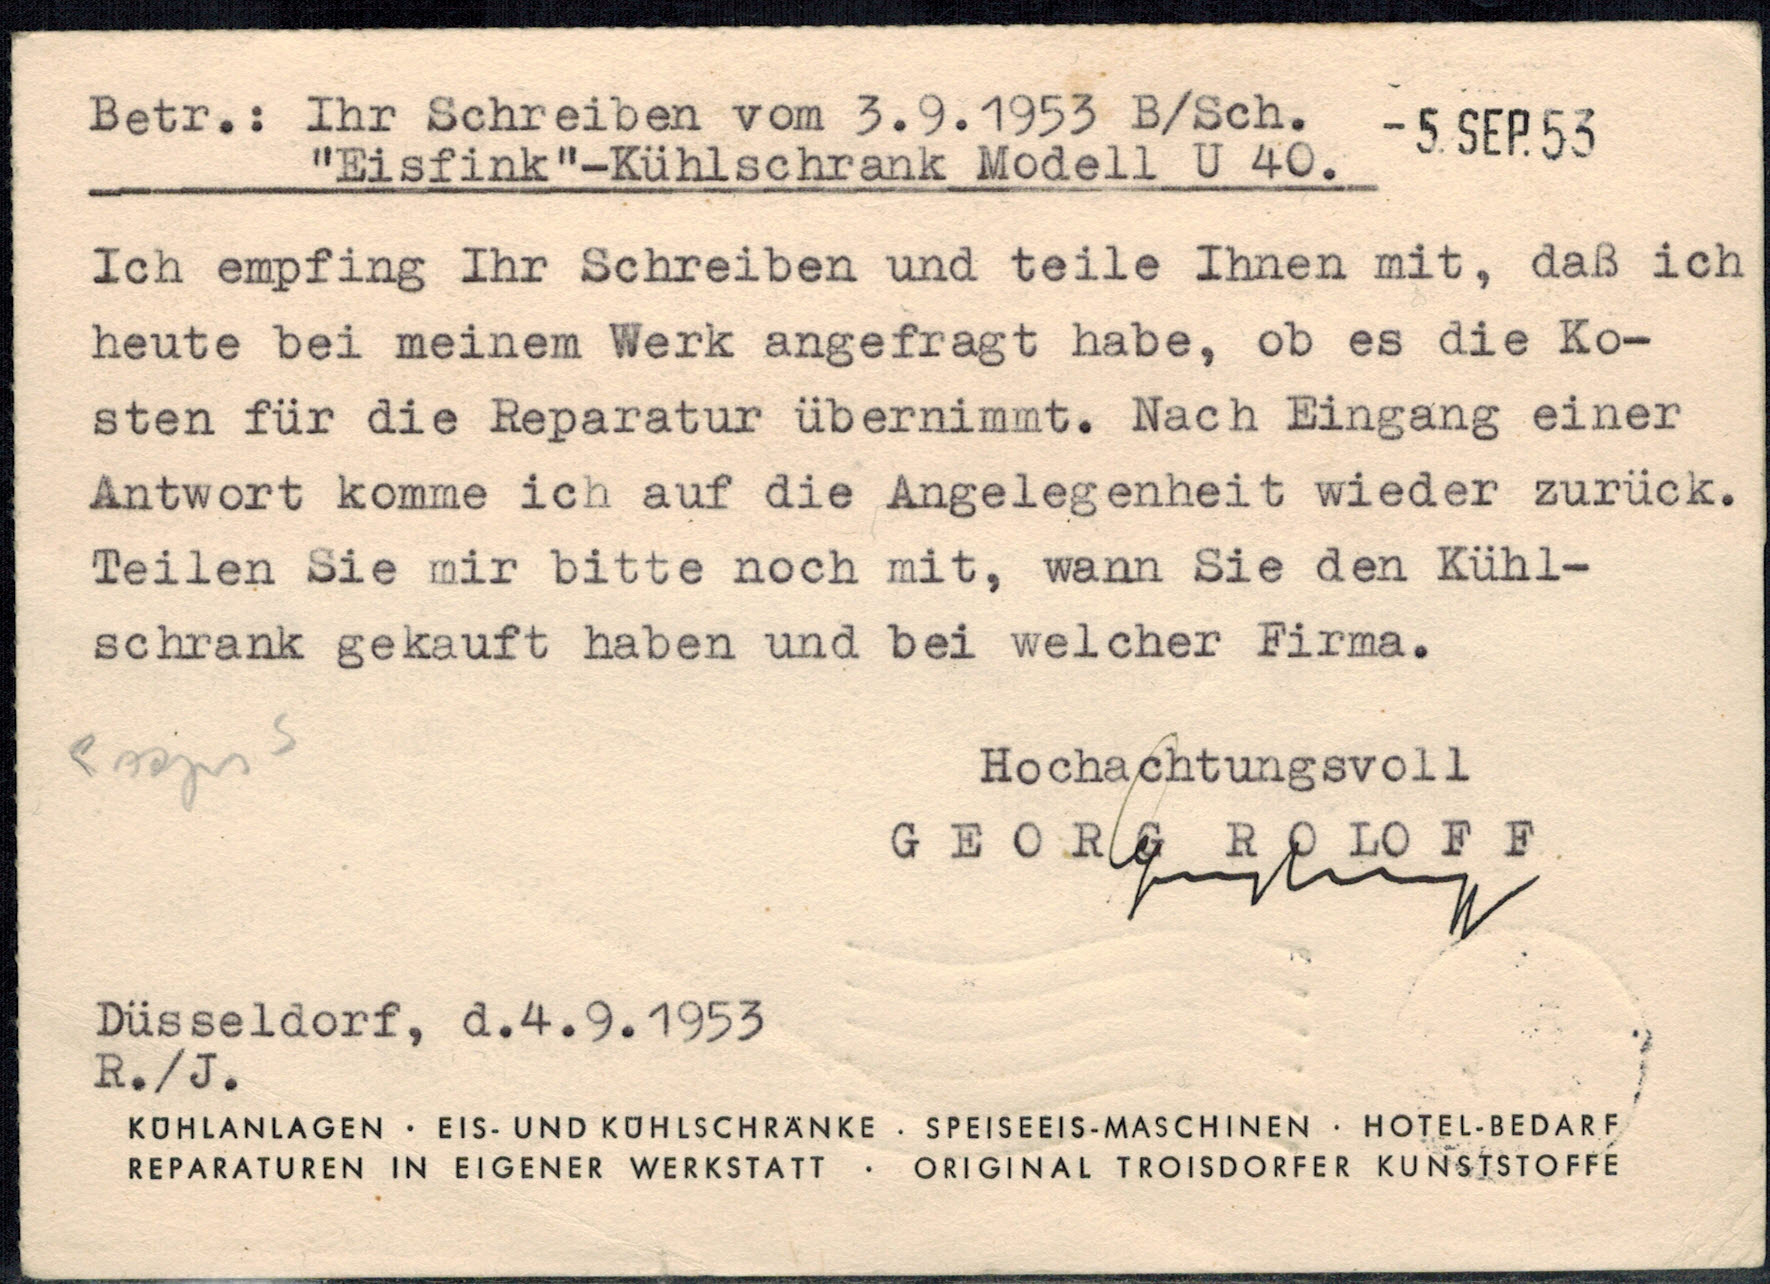 Betr.: Ihr Schreiben vom 3.9.1953 B/Sch.
- 5. SEP. 53
"Eisfink"-Kühlschrank Modell U 40.
Ich empfing Ihr Schreiben und teile Ihnen mit, daß ich
heute bei meinem Werk angefragt habe, ob es die Ko-
sten für die Reparatur übernimmt. Nach Eingang einer
Antwort komme ich auf die Angelegenheit wieder zurück.
Teilen Sie mir bitte noch mit, wann Sie den Kühl-
schrank gekauft haben und bei welcher Firma.
Hochachtungsvoll
G E O R G  R O LO F F
Düsseldorf, d.4.9.1953
R./J.
KÜHLANLAGEN · EIS- UND KÜHLSCHRÄNKE · SPEISEEIS-MASCHINEN · HOTEL-BEDARF
REPARATUREN IN EIGENER WERKSTATT · ORIGINAL TROISDORFER KUNSTSTOFFE